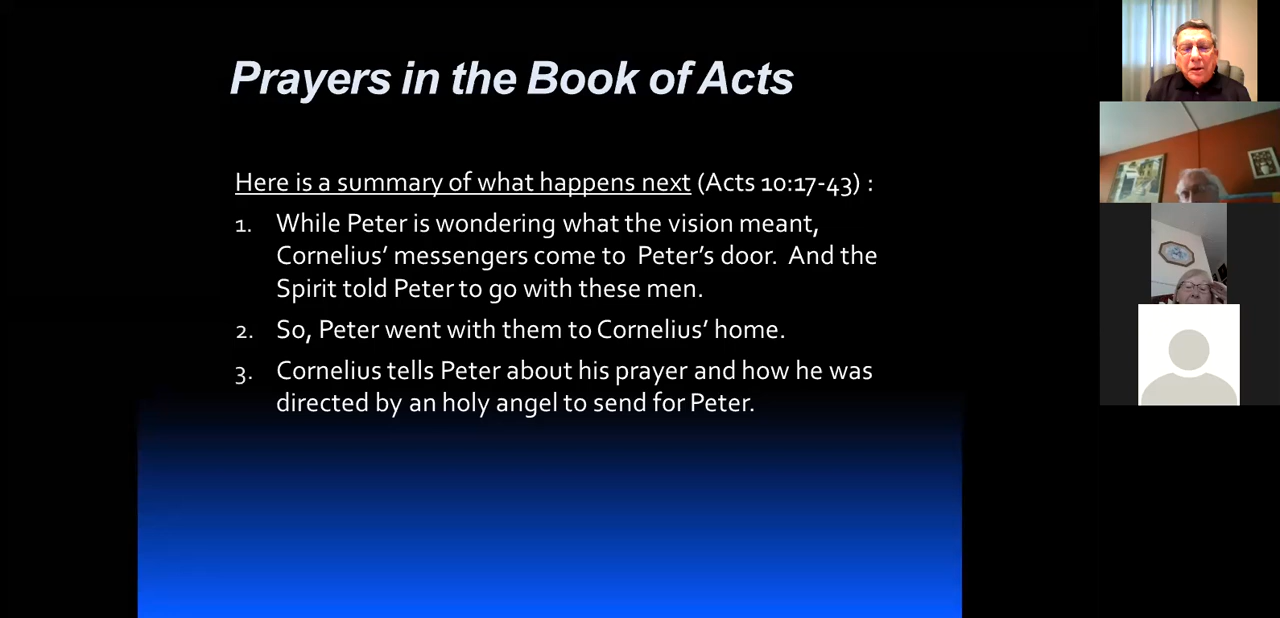 Prayers in the Book of Acts
Here is a summary of what happens next (Acts 10:17-43) :
1. While Peter is wondering what the vision meant,
Cornelius’ messengers come to  Peter’s door.  And the
Spirit told Peter to go with these men.
2. So, Peter went with them to Cornelius’ home.
3. Cornelius tells Peter about his prayer and how he was
directed by an holy angel to send for Peter.